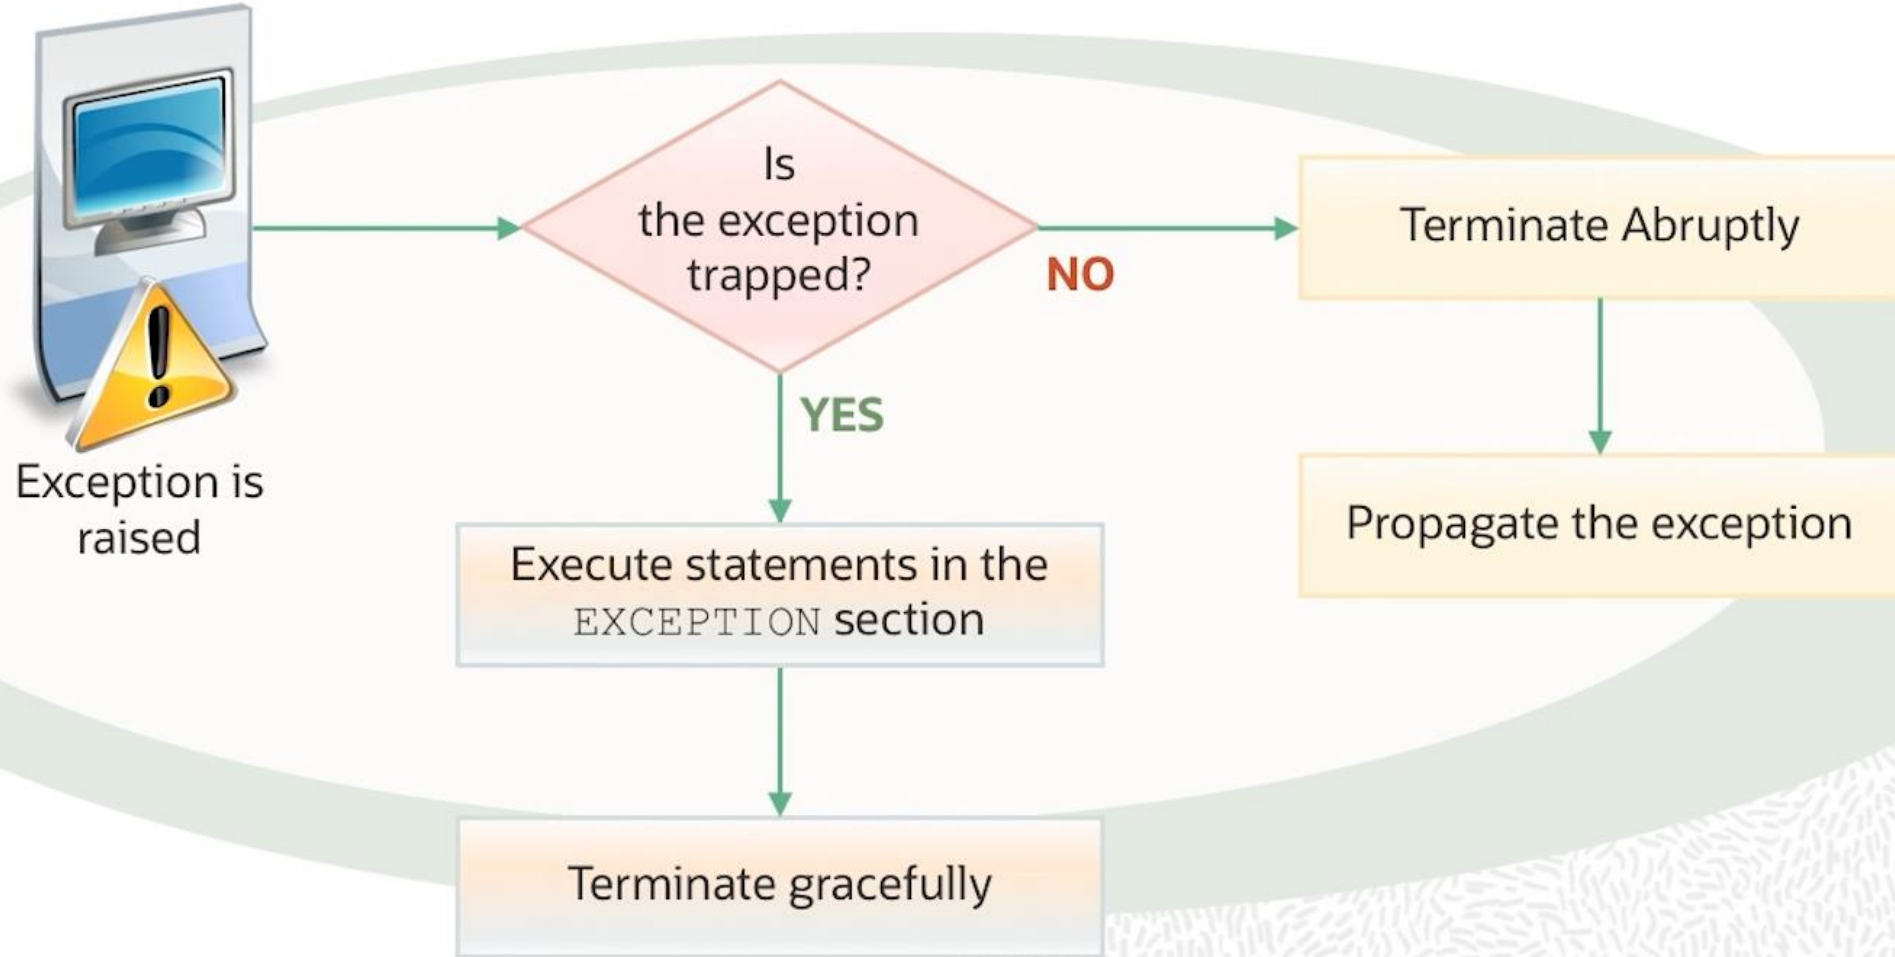 Exception is
raised
Is
the exception
trapped?
NO
YES
Terminate Abruptly
Propagate the exception
Execute statements in the
EXCEPTION section
Terminate gracefully